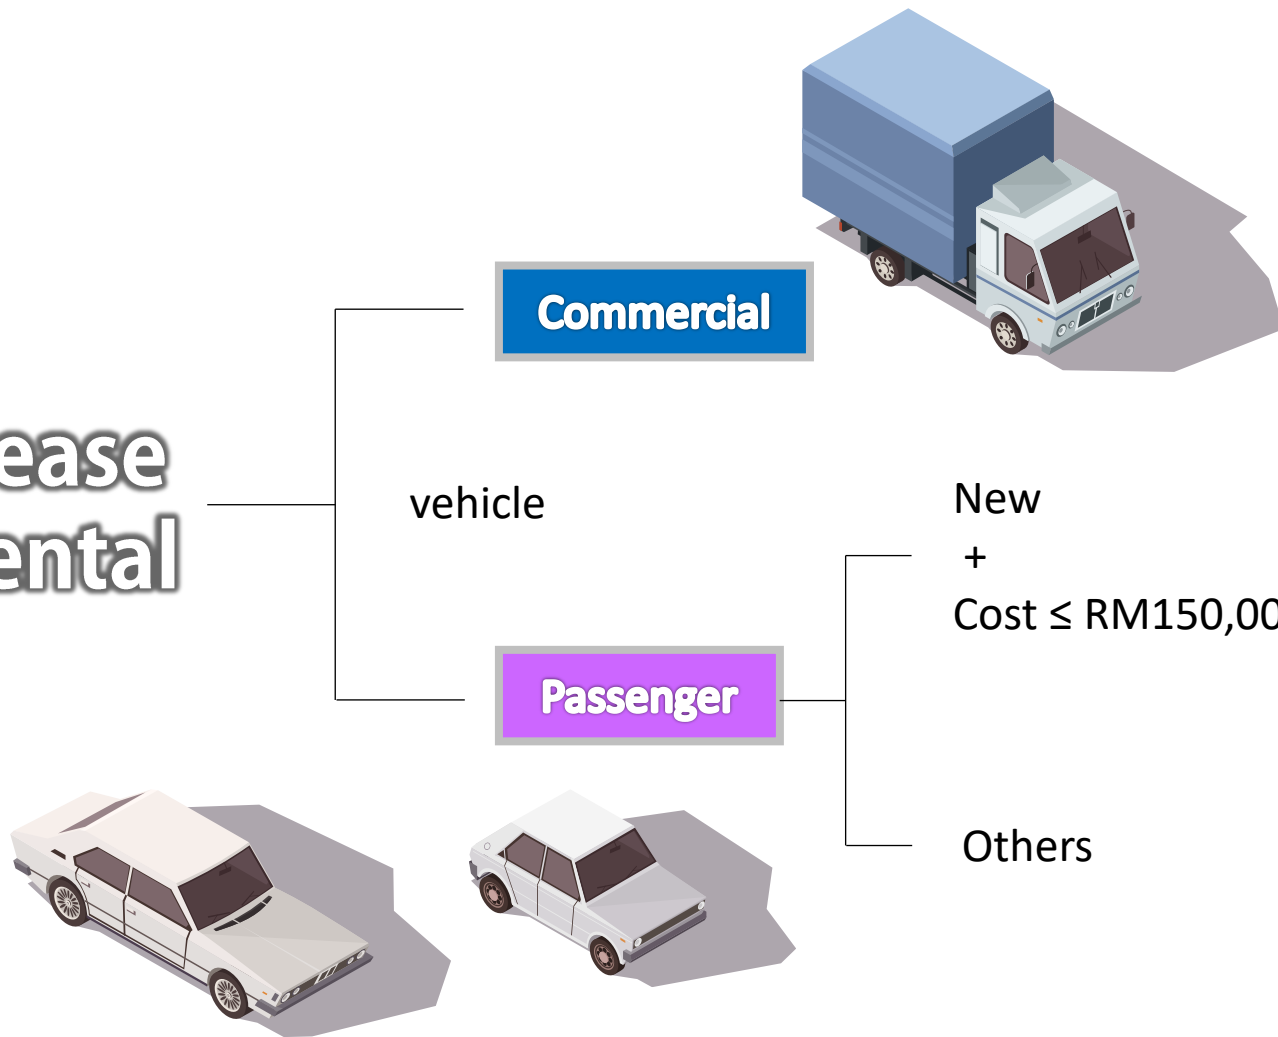 Commercial
ease
vehicle
ental
New
+
Cost ≤ RM150,00
Passenger
Others